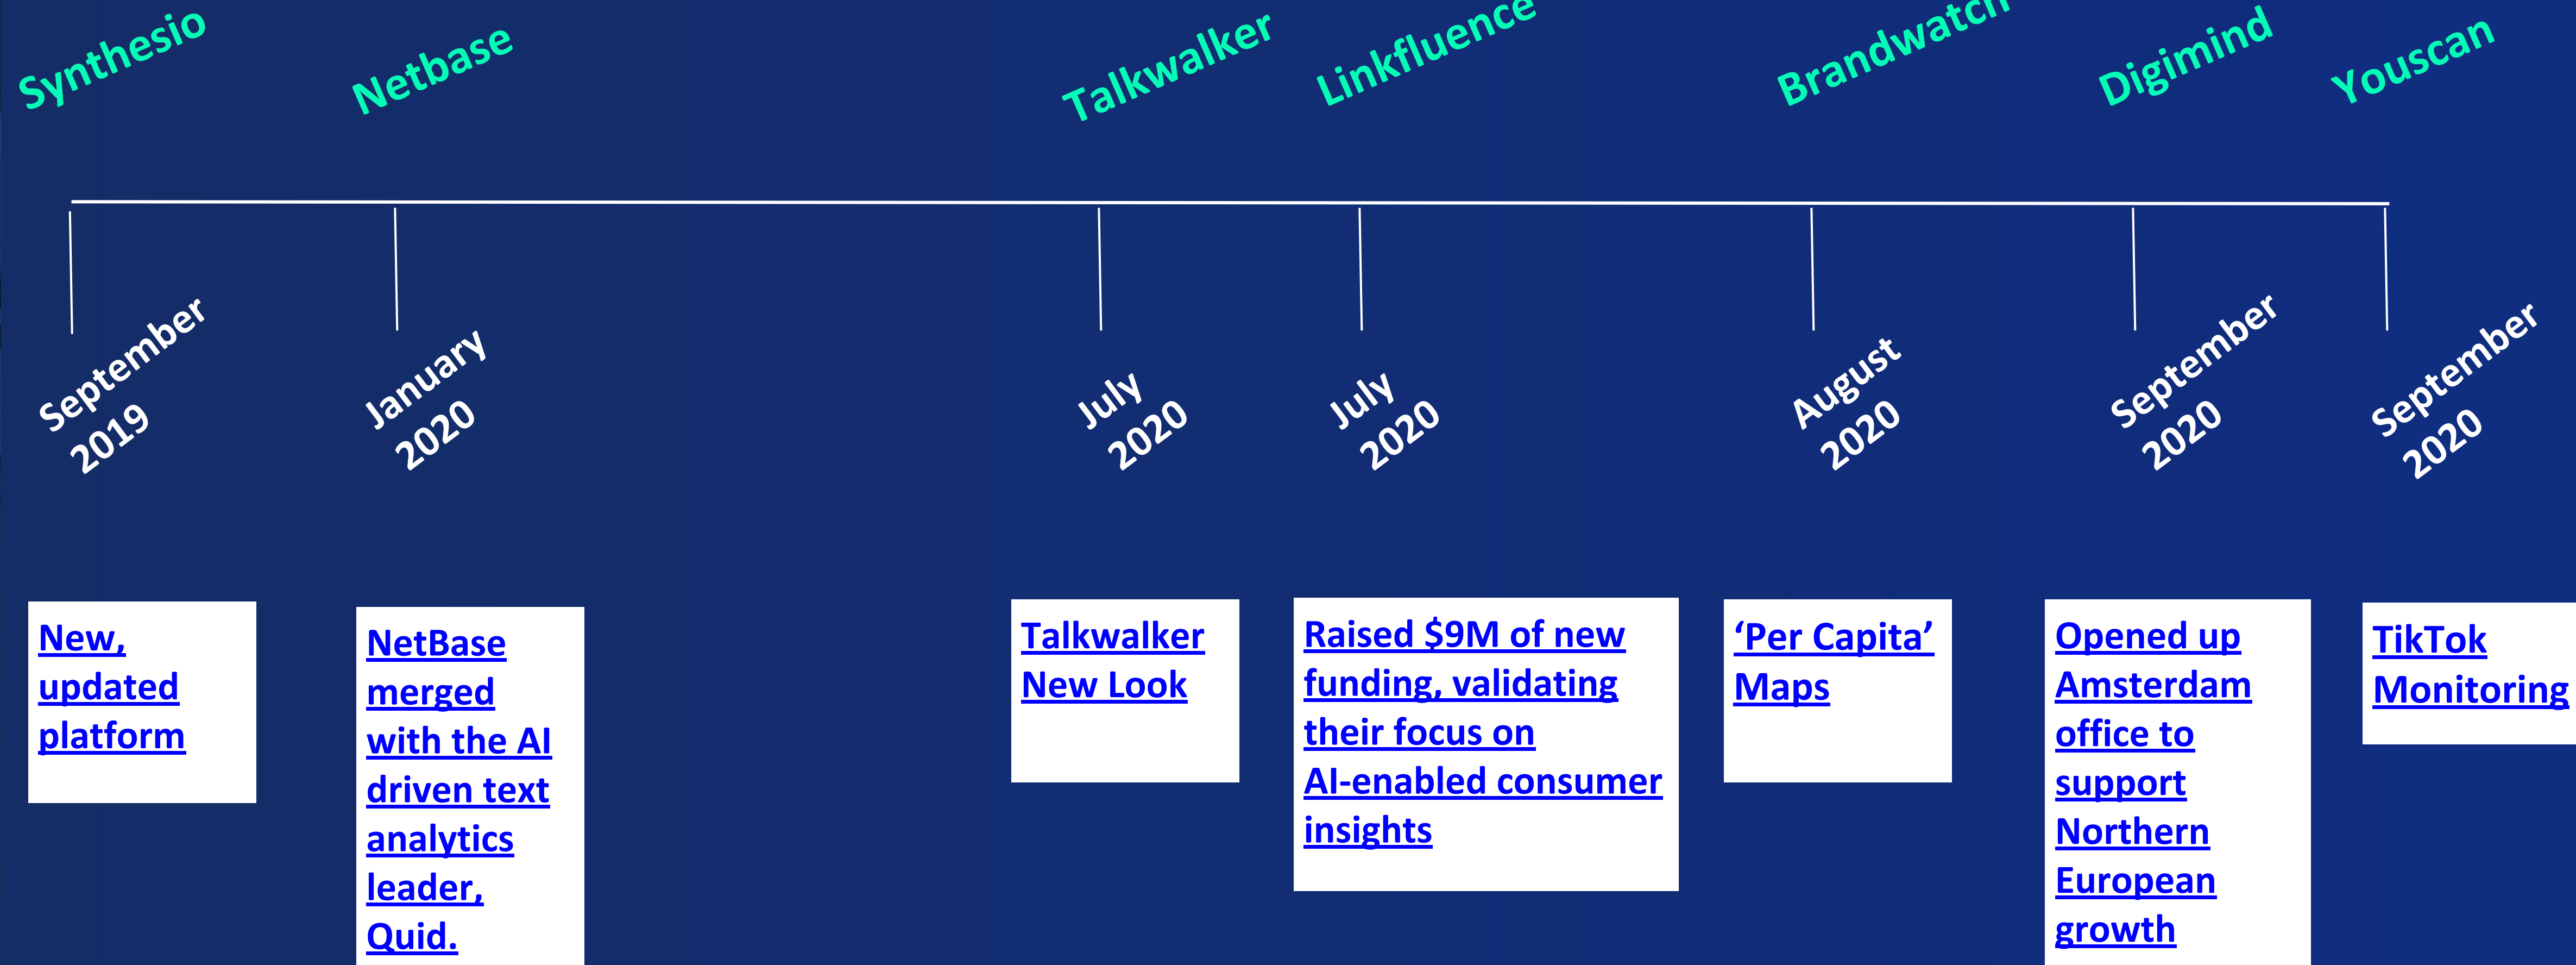 Synthesio
Netbase
Talkwalker
Linkfluence
Brandwatch
Digimind
Youscan
September
2019
January
2020
July
2020
July
2020
August
2020
September
2020
September
2020
New,
updated
platform
NetBase
merged
with the AI
driven text
analytics
leader,
Quid.
Talkwalker
New Look
Raised $9M of new
funding, validating
their focus on
AI-enabled consumer
insights
‘Per Capita’
Maps
Opened up
Amsterdam
office to
support
Northern
European
growth
TikTok
Monitoring